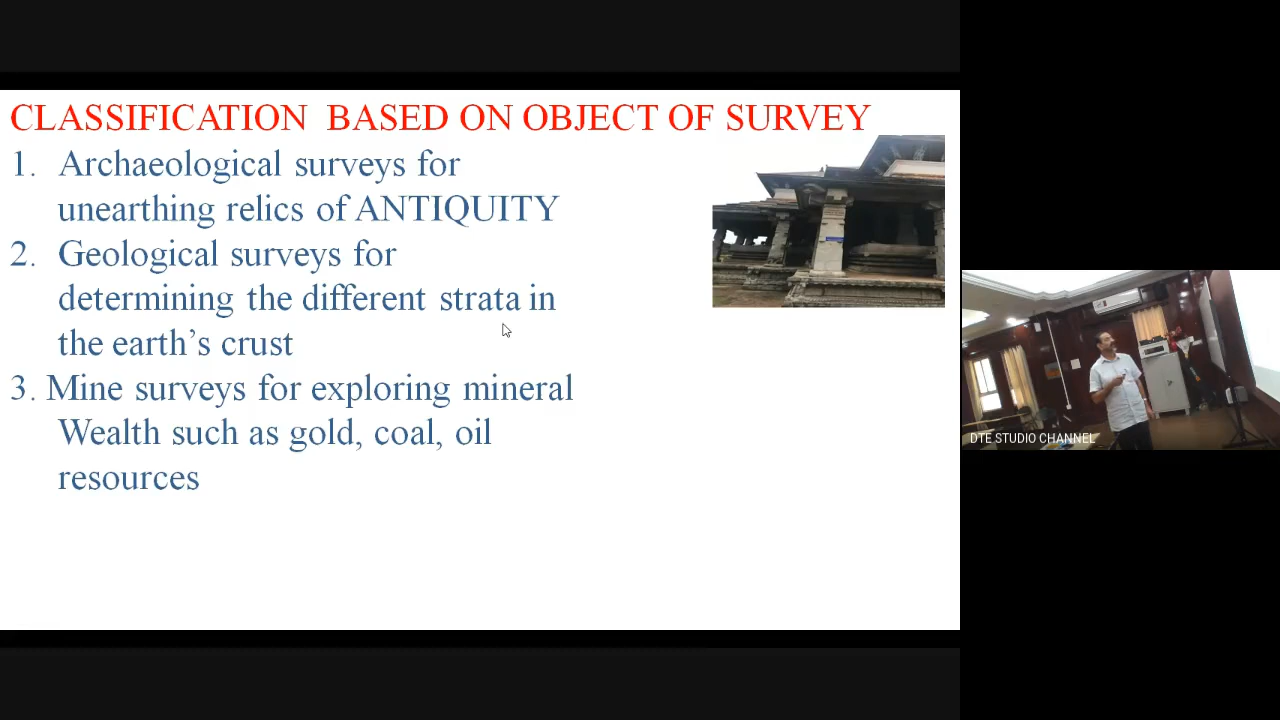 CLASSIFICATION BASED ON OBJECT OF SURVEY
1. Archaeological surveys for
unearthing relics of ANTIQUITY
2. Geological surveys for
determining the different strata in
the earth’s crust
3. Mine surveys for exploring mineral
Wealth such as gold, coal, oil
resources
DTE STUDIO CHANNEL